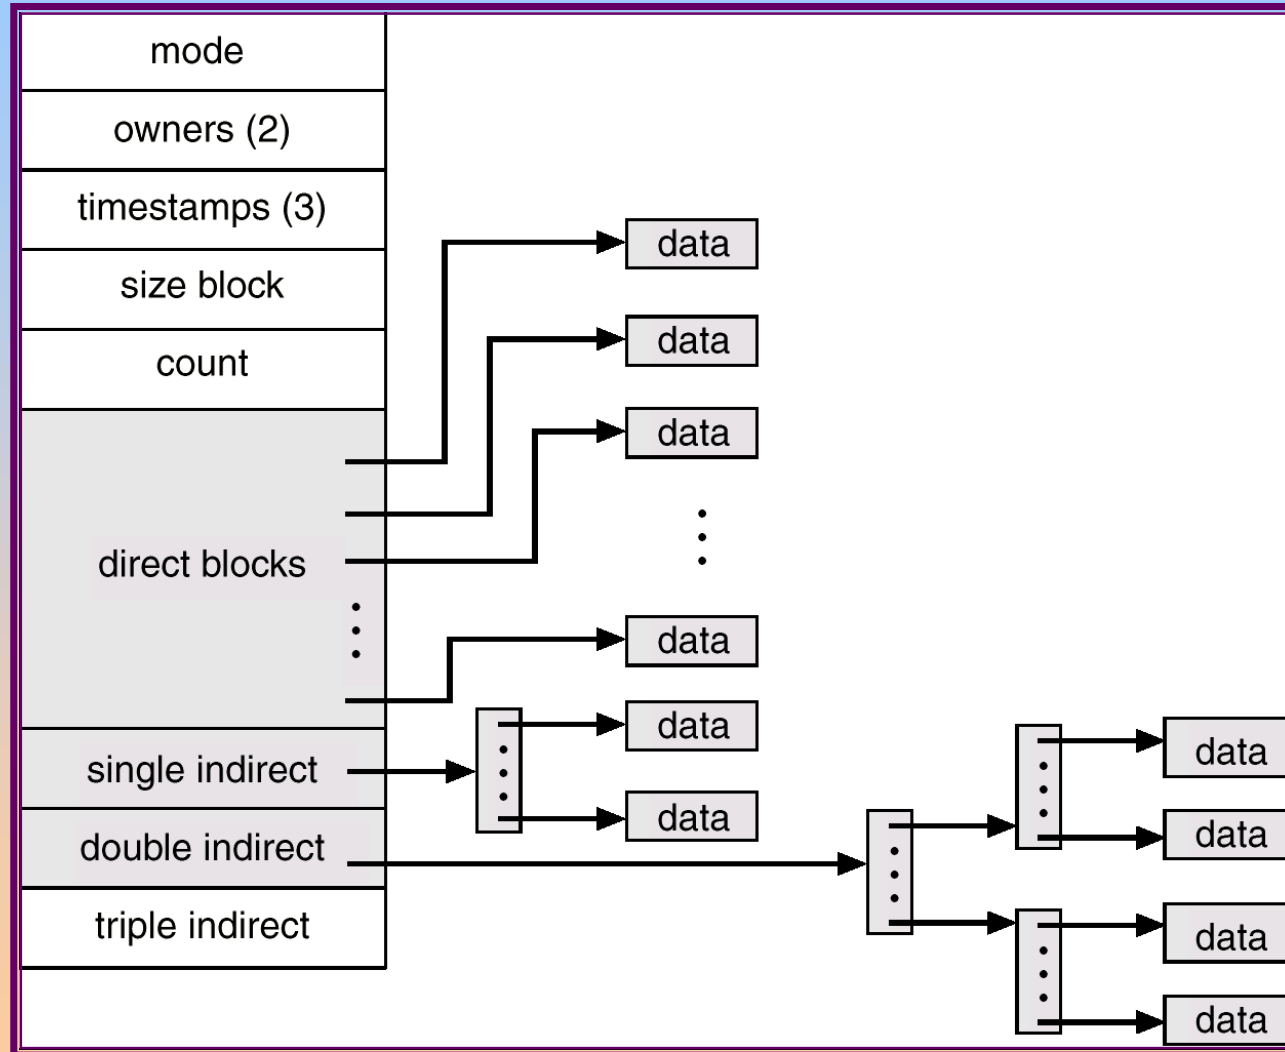 mode
owners (2)
timestamps (3)
size block
count
direct blocks
single indirect
double indirect
triple indirect
data
data
data
data
data
data
data
data
data
data